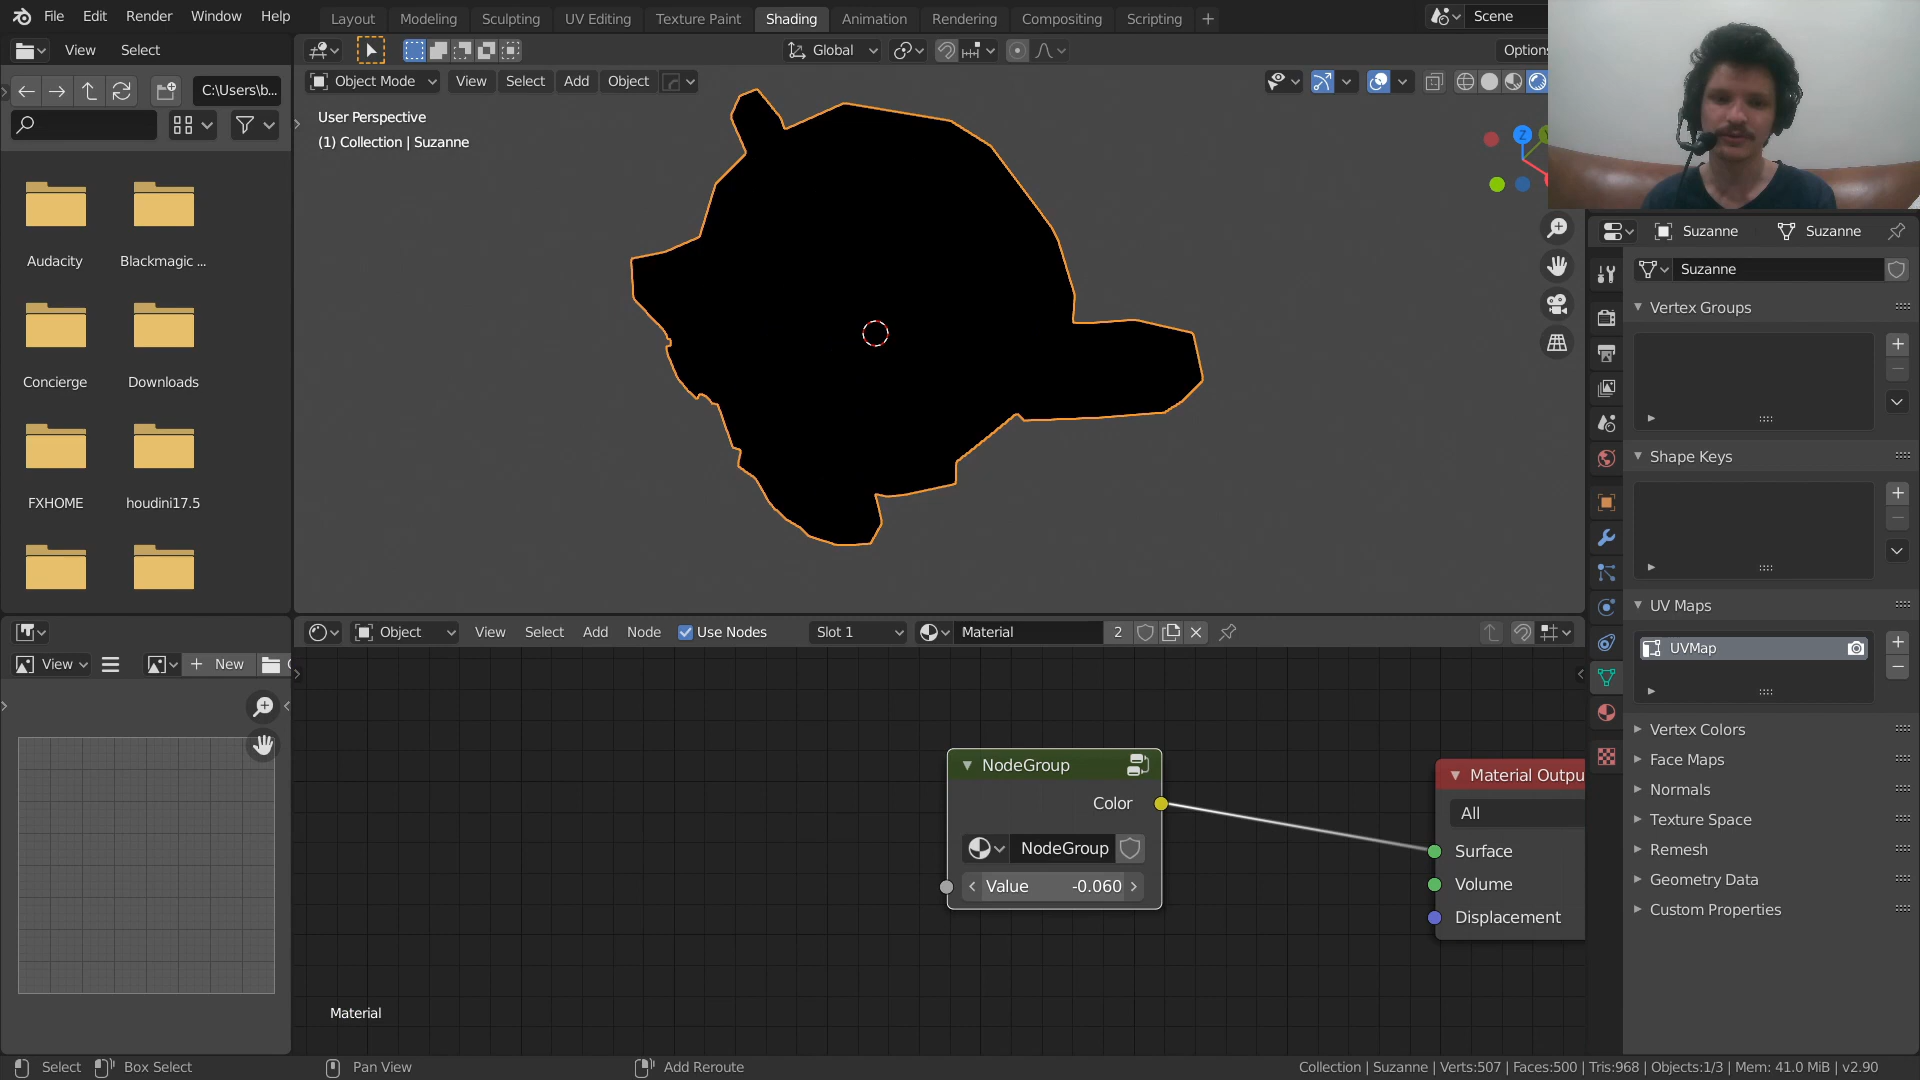 File Edit Render Window Help
Layout Modeling Sculpting UV Editing Texture Paint Shading Animation Rendering Compositing Scripting +
Scene
View Select
Global
Options
C:\Users\b...
Object Mode View Select Add Object
User Perspective
(1) Collection | Suzanne
Z
Audacity Blackmagic ...
Concierge Downloads
FXHOME houdini17.5
Suzanne Suzanne
Suzanne
Vertex Groups
Shape Keys
UV Maps
UVMap
Vertex Colors
Face Maps
Normals
Texture Space
Remesh
Geometry Data
Custom Properties
Object View Select Add Node Use Nodes Slot 1 Material 2
View + New
NodeGroup
Color
NodeGroup
Value -0.060
Material Outpu
All
Surface
Volume
Displacement
Material
Select Box Select Pan View Add Reroute
Collection | Suzanne | Verts:507 | Faces:500 | Tris:968 | Objects:1/3 | Mem: 41.0 MiB | v2.90